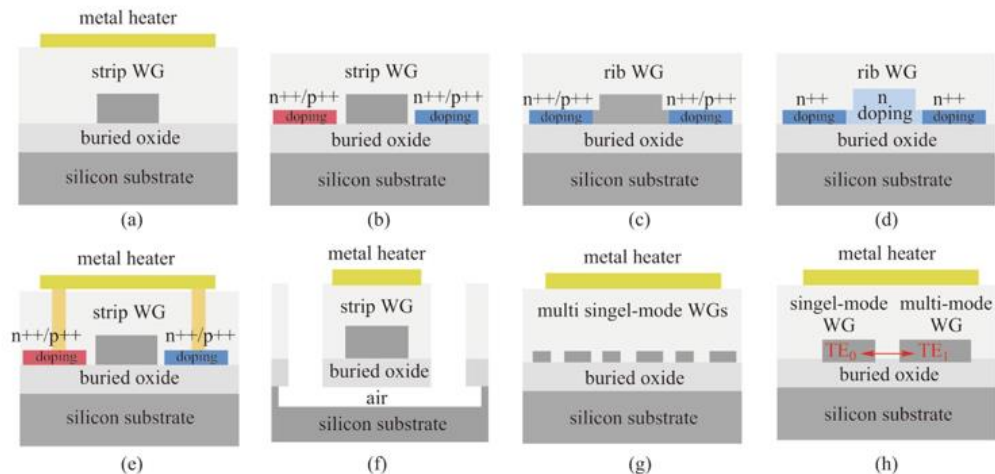 metal heater
strip WG
buried oxide
silicon substrate
(a)
strip WG
n++/p++ n++/p++
doping doping
buried oxide
silicon substrate
(b)
rib WG
n++/p++ n++/p++
doping doping
buried oxide
silicon substrate
(c)
rib WG
n++ n n++
doping doping doping
buried oxide
silicon substrate
(d)
metal heater
strip WG
n++/p++ n++/p++
doping doping
buried oxide
silicon substrate
(e)
metal heater
strip WG
buried oxide
air
silicon substrate
(f)
metal heater
multi singel-mode WGs
buried oxide
silicon substrate
(g)
metal heater
singel-mode multi-mode
WG WG
TE₀ TE₁
buried oxide
silicon substrate
(h)